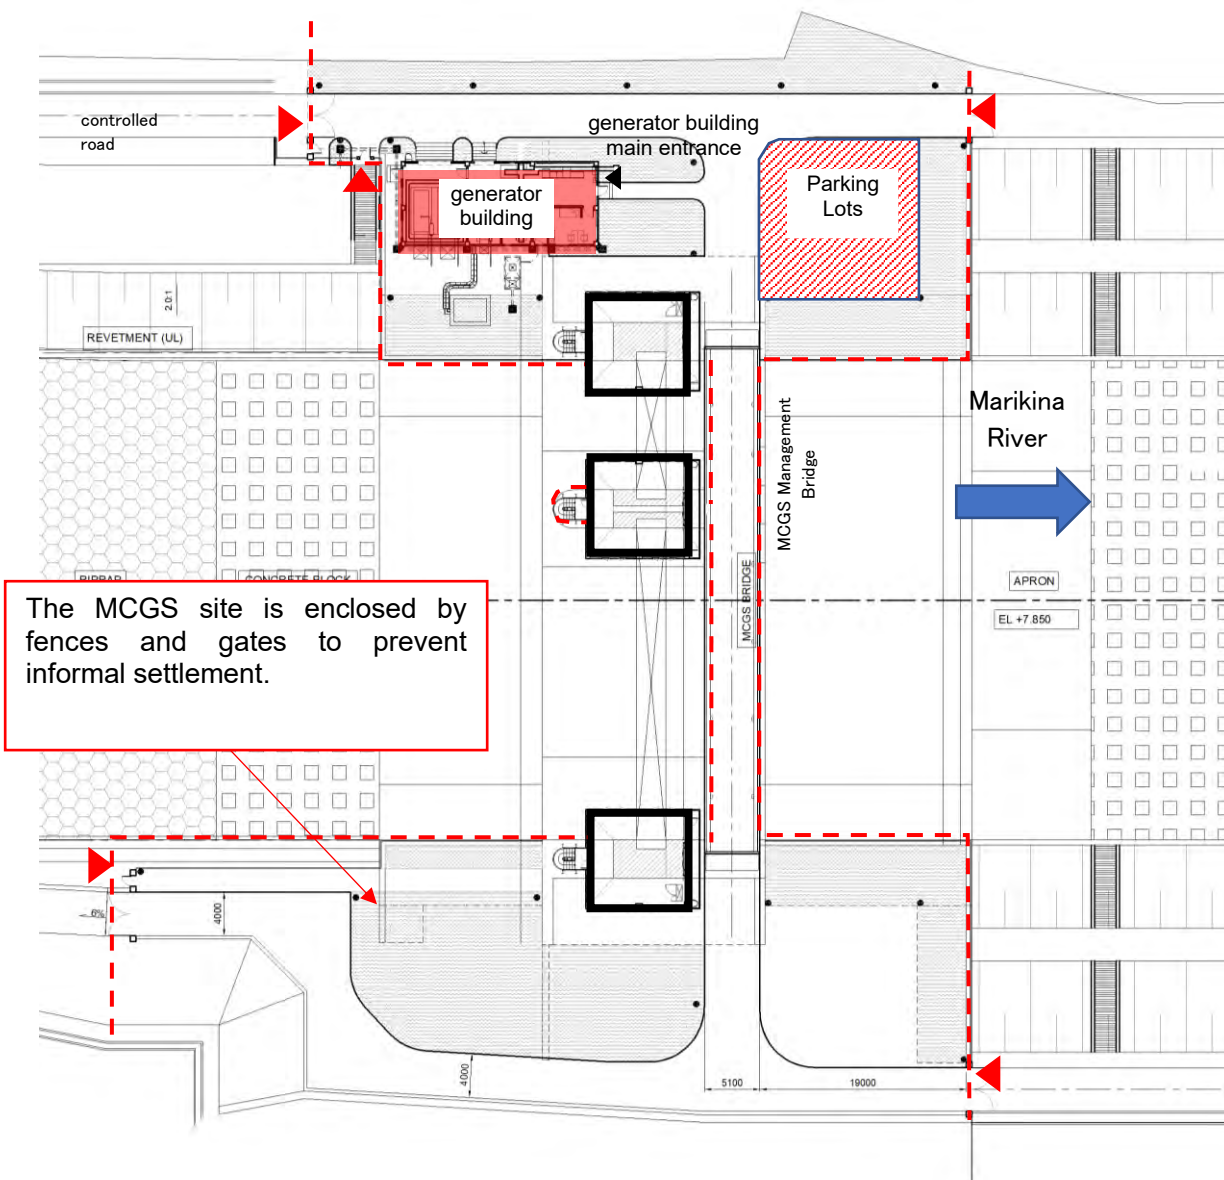 controlled
road
generator building
main entrance
generator
building
Parking
Lots
2.0:1
REVETMENT (UL)
Marikina
River
MCGS Management
Bridge
MCGS BRIDGE
RIPRAP
CONCRETE BLOCK
APRON
EL +7.850
The MCGS site is enclosed by
fences and gates to prevent
informal settlement.
6%
4000
4000
5100
19000